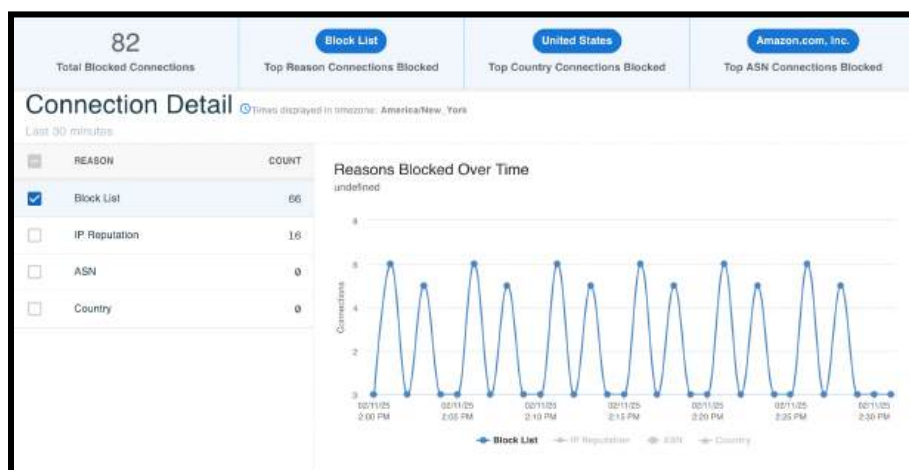 82
Total Blocked Connections
Block List
Top Reason Connections Blocked
United States
Top Country Connections Blocked
Amazon.com, Inc.
Top ASN Connections Blocked
Connection Detail Times displayed in timezone: America/New_York
Last 30 minutes
REASON COUNT
Block List 66
IP Reputation 16
ASN 0
Country 0
Reasons Blocked Over Time
undefined
Connections
8
6
4
2
0
02/11/25 2:00 PM
02/11/25 2:05 PM
02/11/25 2:10 PM
02/11/25 2:15 PM
02/11/25 2:20 PM
02/11/25 2:25 PM
02/11/25 2:30 PM
Block List IP Reputation ASN Country